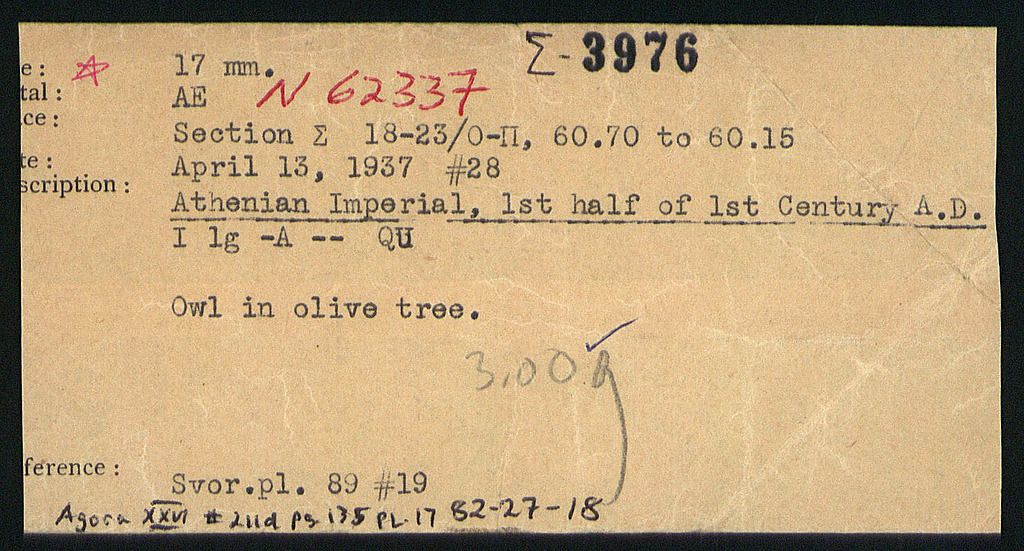 Σ-3976
e: ☆ 17 mm.
tal: AE N 62337
ce:
Section Σ 18-23/O-Π, 60.70 to 60.15
te: April 13, 1937 #28
scription:
Athenian Imperial, 1st half of 1st Century A.D.
I lg -A -- QU
Owl in olive tree.
3.00 g
ference: Svor.pl. 89 #19
Agora XXVI # 211d pg 135 PL 17 82-27-18